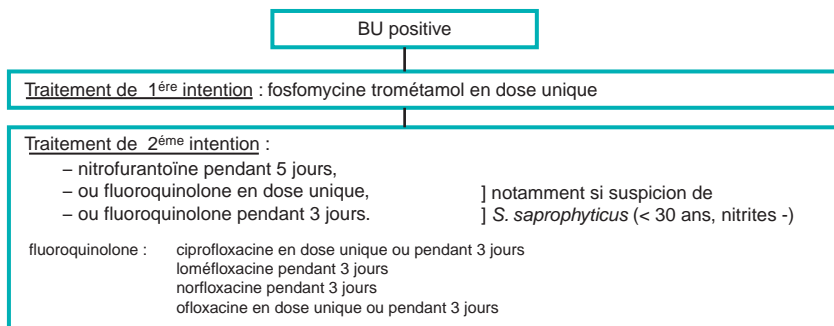 BU positive
Traitement de 1ére intention : fosfomycine trométamol en dose unique
Traitement de 2éme intention :
– nitrofurantoïne pendant 5 jours,
– ou fluoroquinolone en dose unique, ] notamment si suspicion de
– ou fluoroquinolone pendant 3 jours. ] S. saprophyticus (< 30 ans, nitrites -)
fluoroquinolone : ciprofloxacine en dose unique ou pendant 3 jours
loméfloxacine pendant 3 jours
norfloxacine pendant 3 jours
ofloxacine en dose unique ou pendant 3 jours